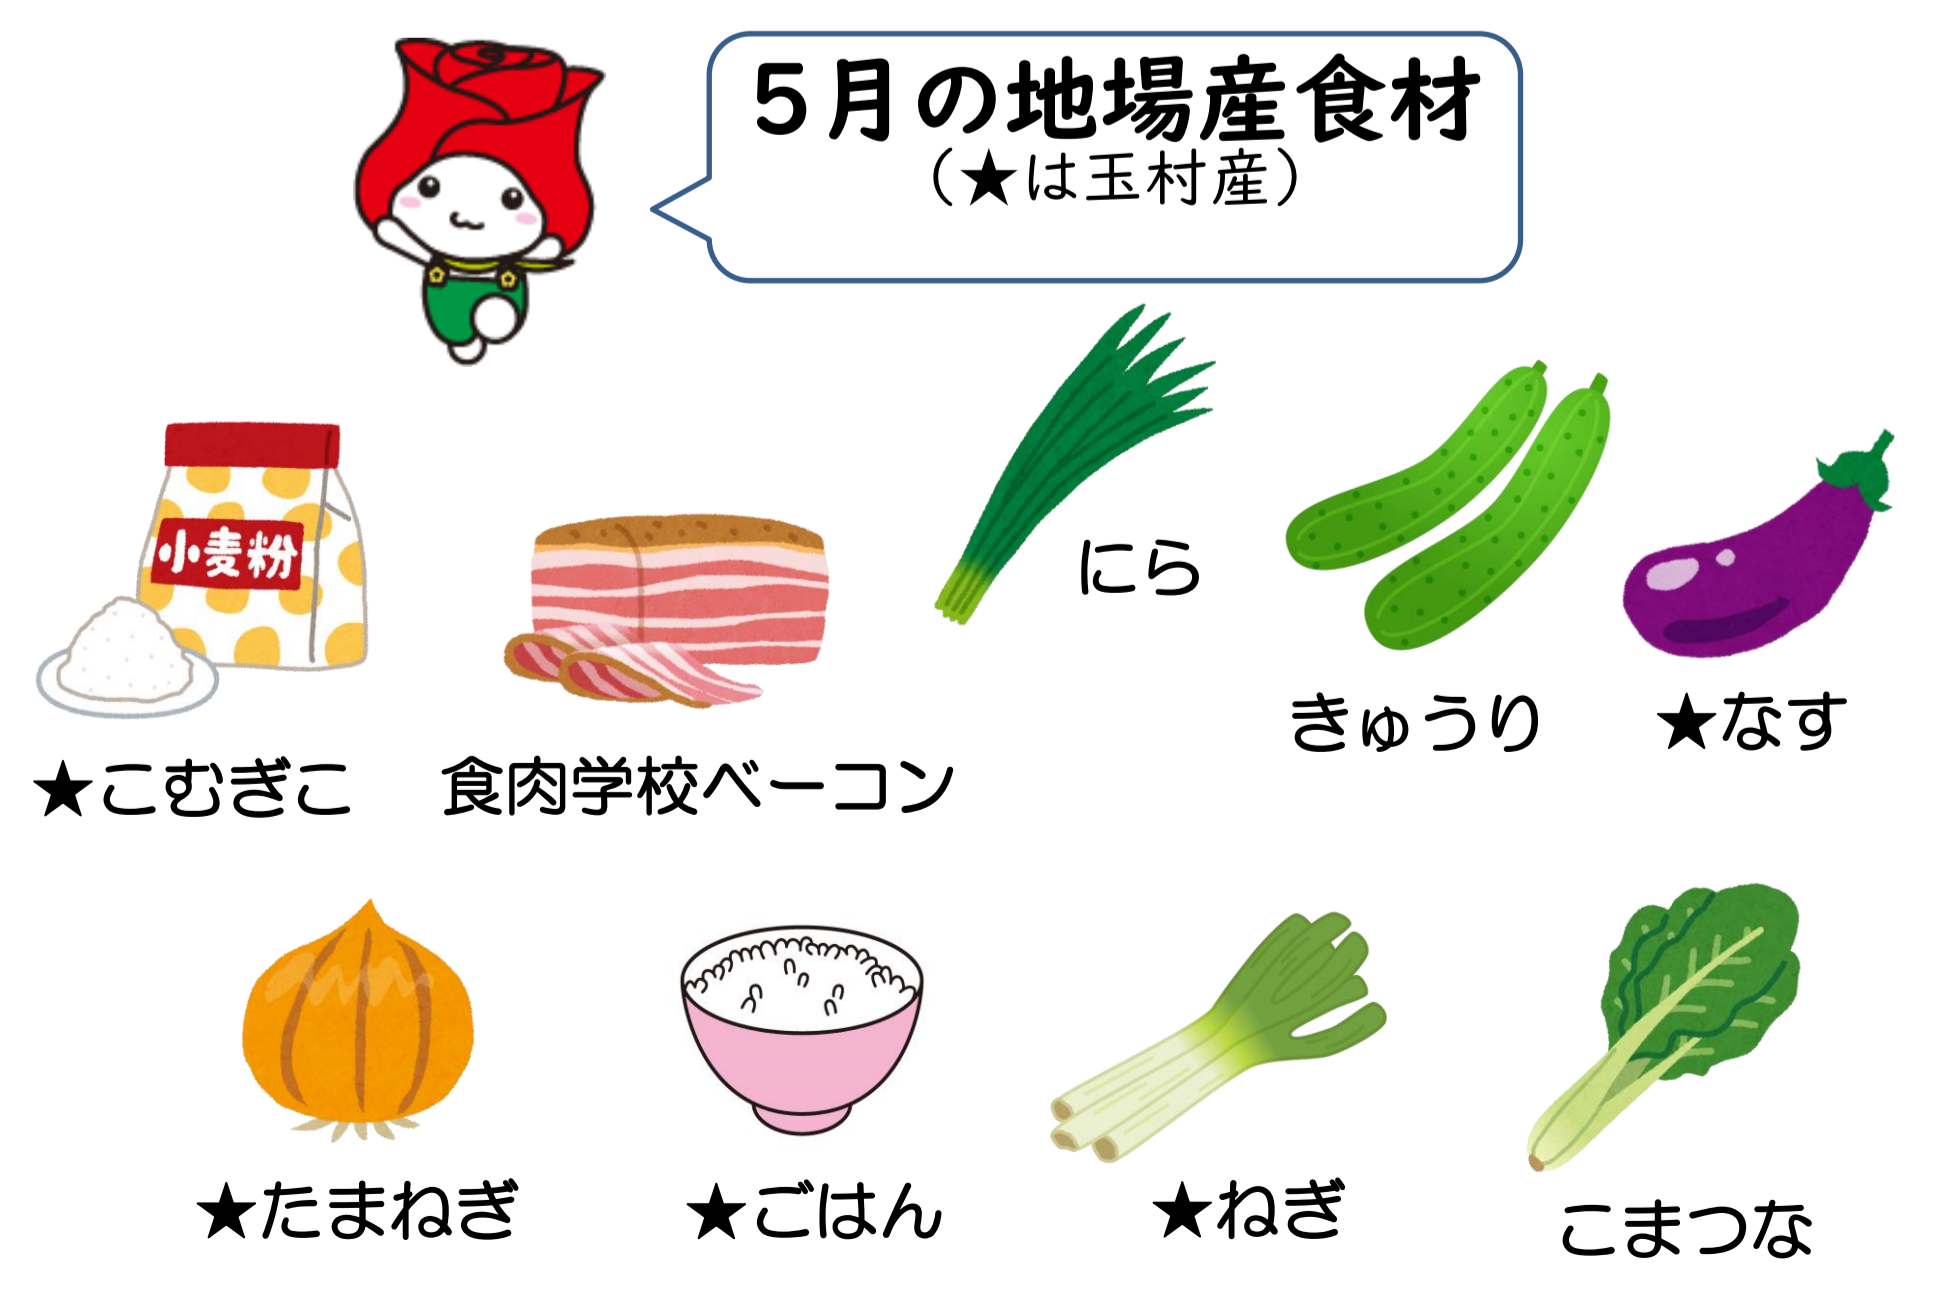 5月の地場産食材
（★は玉村産）
小麦粉
にら
きゅうり
★なす
★こむぎこ
食肉学校ベーコン
★たまねぎ
★ごはん
★ねぎ
こまつな